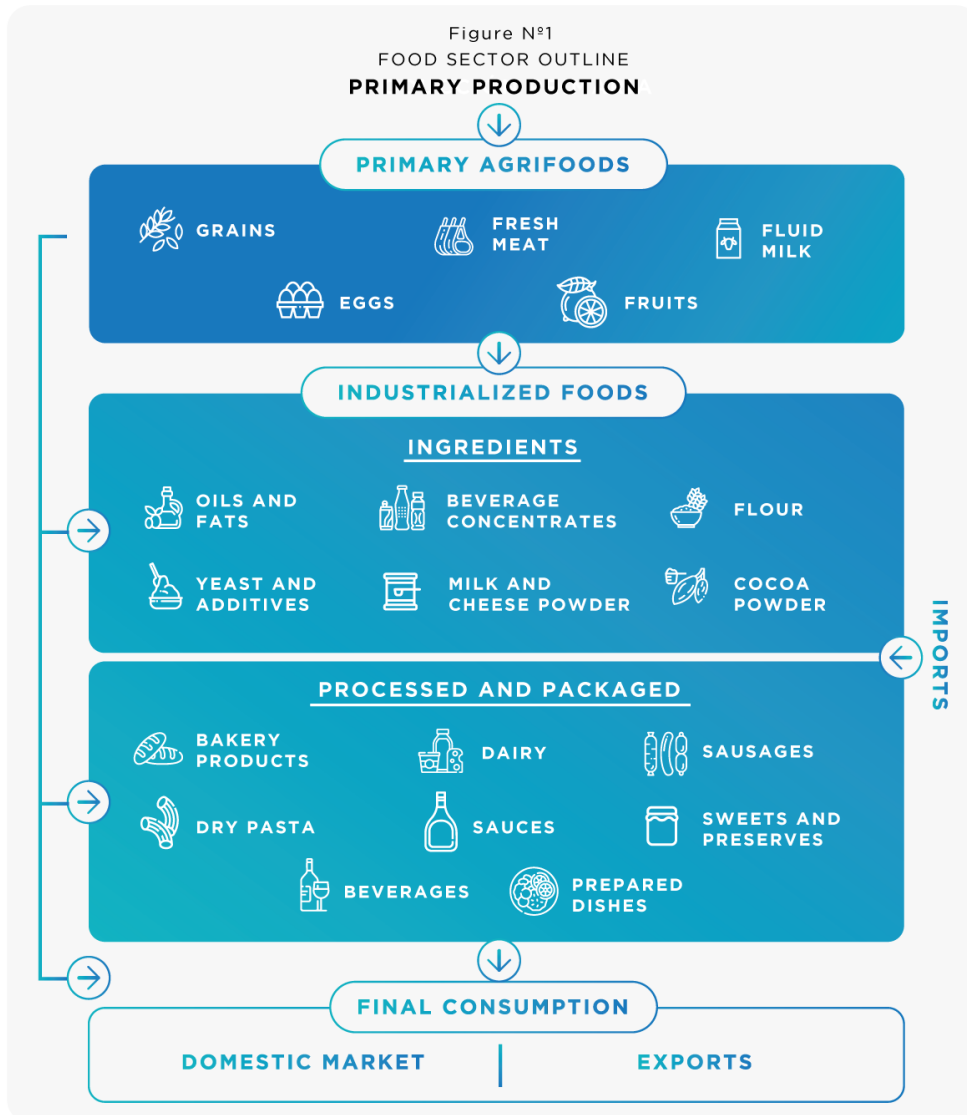 Figure Nº1
FOOD SECTOR OUTLINE
PRIMARY PRODUCTION
PRIMARY AGRIFOODS
GRAINS
FRESH
MEAT
FLUID
MILK
EGGS
FRUITS
INDUSTRIALIZED FOODS
INGREDIENTS
OILS AND
FATS
BEVERAGE
CONCENTRATES
FLOUR
YEAST AND
ADDITIVES
MILK AND
CHEESE POWDER
COCOA
POWDER
IMPORTS
PROCESSED AND PACKAGED
BAKERY
PRODUCTS
DAIRY
SAUSAGES
DRY PASTA
SAUCES
SWEETS AND
PRESERVES
BEVERAGES
PREPARED
DISHES
FINAL CONSUMPTION
DOMESTIC MARKET
EXPORTS